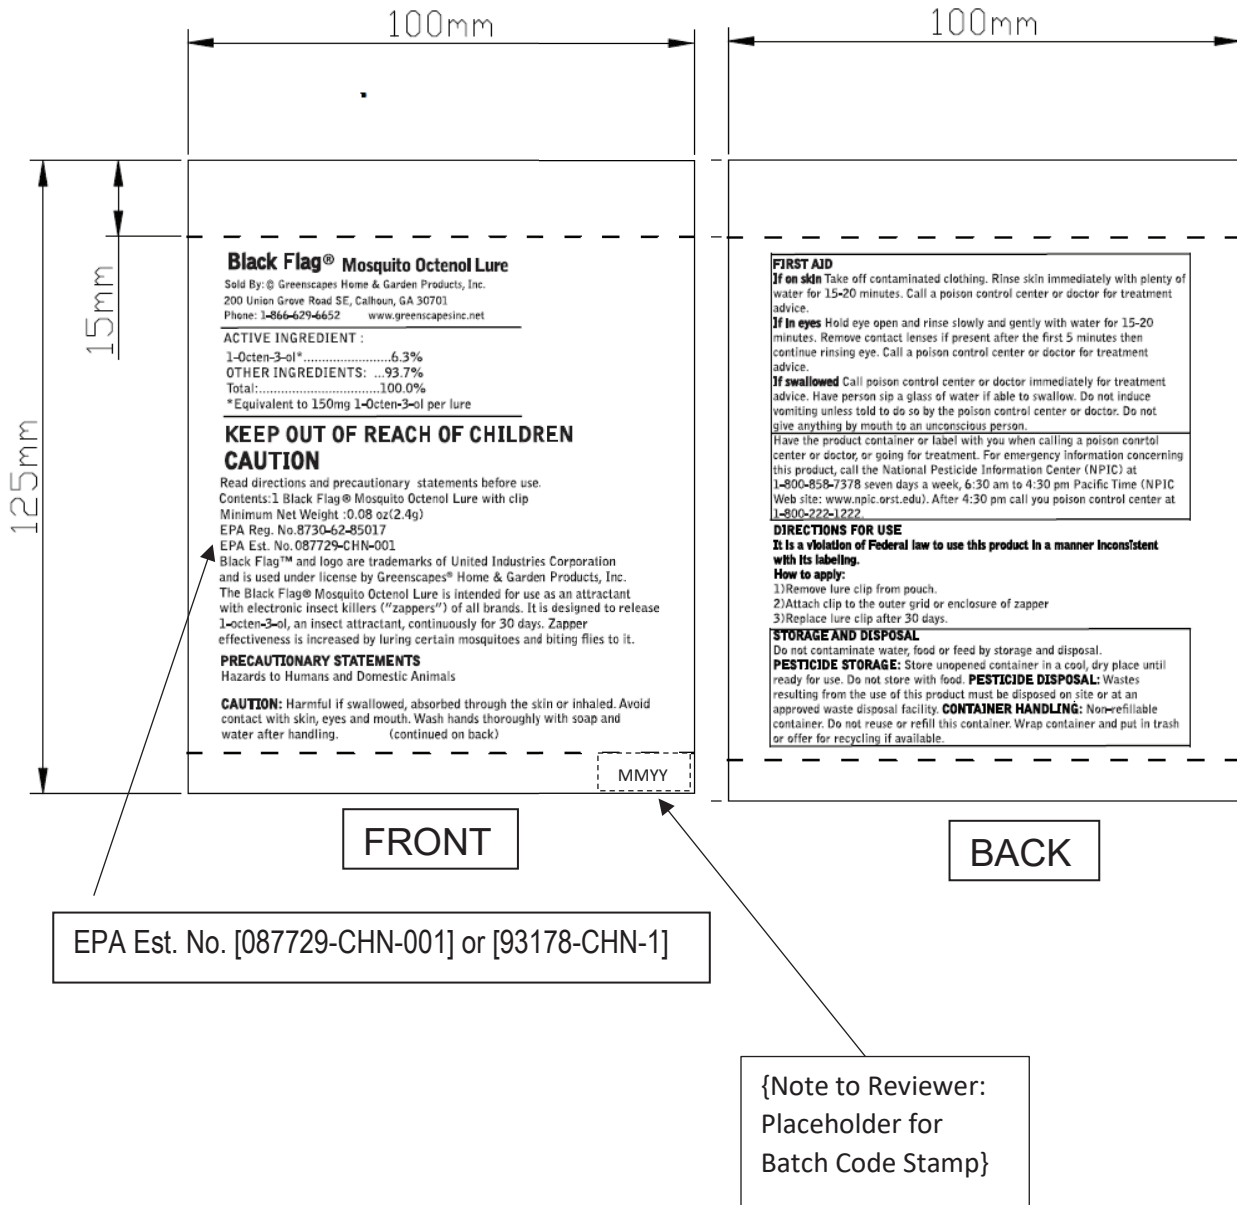 100mm
100mm
15mm
125mm
Black Flag® Mosquito Octenol Lure
Sold By: © Greenscapes Home & Garden Products, Inc.
200 Union Grove Road SE, Calhoun, GA 30701
Phone: 1-866-629-6652 www.greenscapesinc.net
ACTIVE INGREDIENT :
1-Octen-3-ol*........................6.3%
OTHER INGREDIENTS: ...93.7%
Total:.................................100.0%
*Equivalent to 150mg 1-Octen-3-ol per lure
KEEP OUT OF REACH OF CHILDREN
CAUTION
Read directions and precautionary statements before use.
Contents:1 Black Flag® Mosquito Octenol Lure with clip
Minimum Net Weight :0.08 oz(2.4g)
EPA Reg. No.8730-62-85017
EPA Est. No.087729-CHN-001
Black Flag™ and logo are trademarks of United Industries Corporation
and is used under license by Greenscapes® Home & Garden Products, Inc.
The Black Flag® Mosquito Octenol Lure is intended for use as an attractant
with electronic insect killers ("zappers") of all brands. It is designed to release
1-octen-3-ol, an insect attractant, continuously for 30 days. Zapper
effectiveness is increased by luring certain mosquitoes and biting flies to it.
PRECAUTIONARY STATEMENTS
Hazards to Humans and Domestic Animals
CAUTION: Harmful if swallowed, absorbed through the skin or inhaled. Avoid
contact with skin, eyes and mouth. Wash hands thoroughly with soap and
water after handling. (continued on back)
MMYY
FRONT
EPA Est. No. [087729-CHN-001] or [93178-CHN-1]
FIRST AID
If on skin Take off contaminated clothing. Rinse skin immediately with plenty of
water for 15-20 minutes. Call a poison control center or doctor for treatment
advice.
If in eyes Hold eye open and rinse slowly and gently with water for 15-20
minutes. Remove contact lenses if present after the first 5 minutes then
continue rinsing eye. Call a poison control center or doctor for treatment
advice.
If swallowed Call poison control center or doctor immediately for treatment
advice. Have person sip a glass of water if able to swallow. Do not induce
vomiting unless told to do so by the poison control center or doctor. Do not
give anything by mouth to an unconscious person.
Have the product container or label with you when calling a poison conrtol
center or doctor, or going for treatment. For emergency information concerning
this product, call the National Pesticide Information Center (NPIC) at
1-800-858-7378 seven days a week, 6:30 am to 4:30 pm Pacific Time (NPIC
Web site: www.npic.orst.edu). After 4:30 pm call you poison control center at
1-800-222-1222.
DIRECTIONS FOR USE
It is a violation of Federal law to use this product in a manner inconsistent
with its labeling.
How to apply:
1)Remove lure clip from pouch.
2)Attach clip to the outer grid or enclosure of zapper
3)Replace lure clip after 30 days.
STORAGE AND DISPOSAL
Do not contaminate water, food or feed by storage and disposal.
PESTICIDE STORAGE: Store unopened container in a cool, dry place until
ready for use. Do not store with food. PESTICIDE DISPOSAL: Wastes
resulting from the use of this product must be disposed on site or at an
approved waste disposal facility. CONTAINER HANDLING: Non-refillable
container. Do not reuse or refill this container. Wrap container and put in trash
or offer for recycling if available.
BACK
{Note to Reviewer:
Placeholder for
Batch Code Stamp}